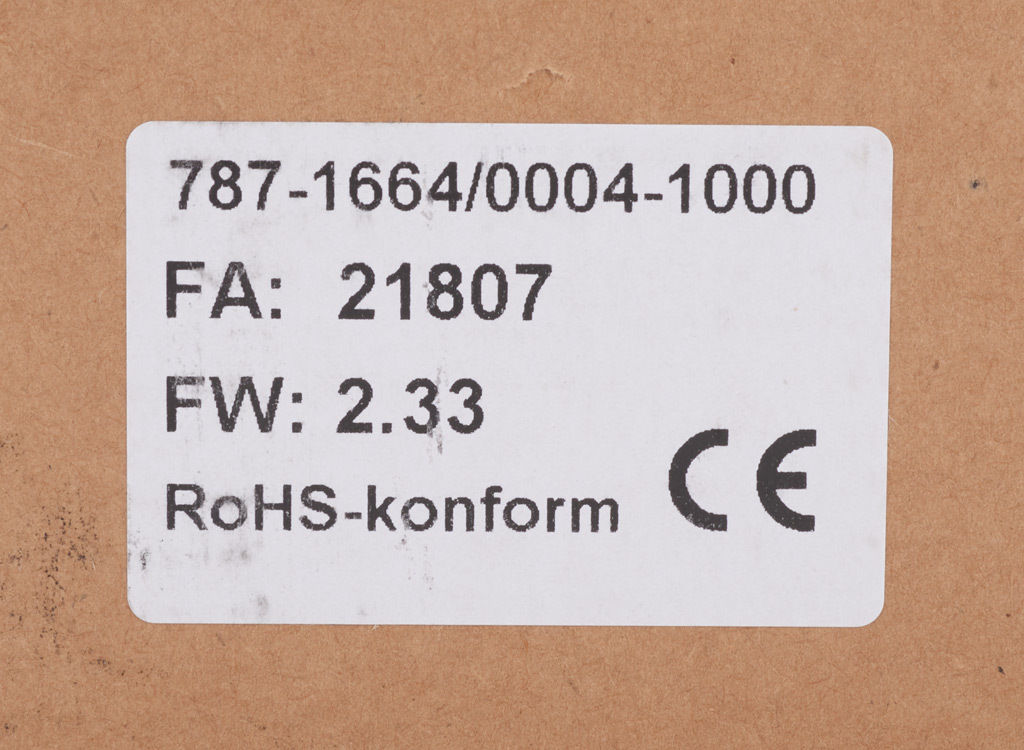 787-1664/0004-1000
FA: 21807
FW: 2.33
RoHS-konform CE